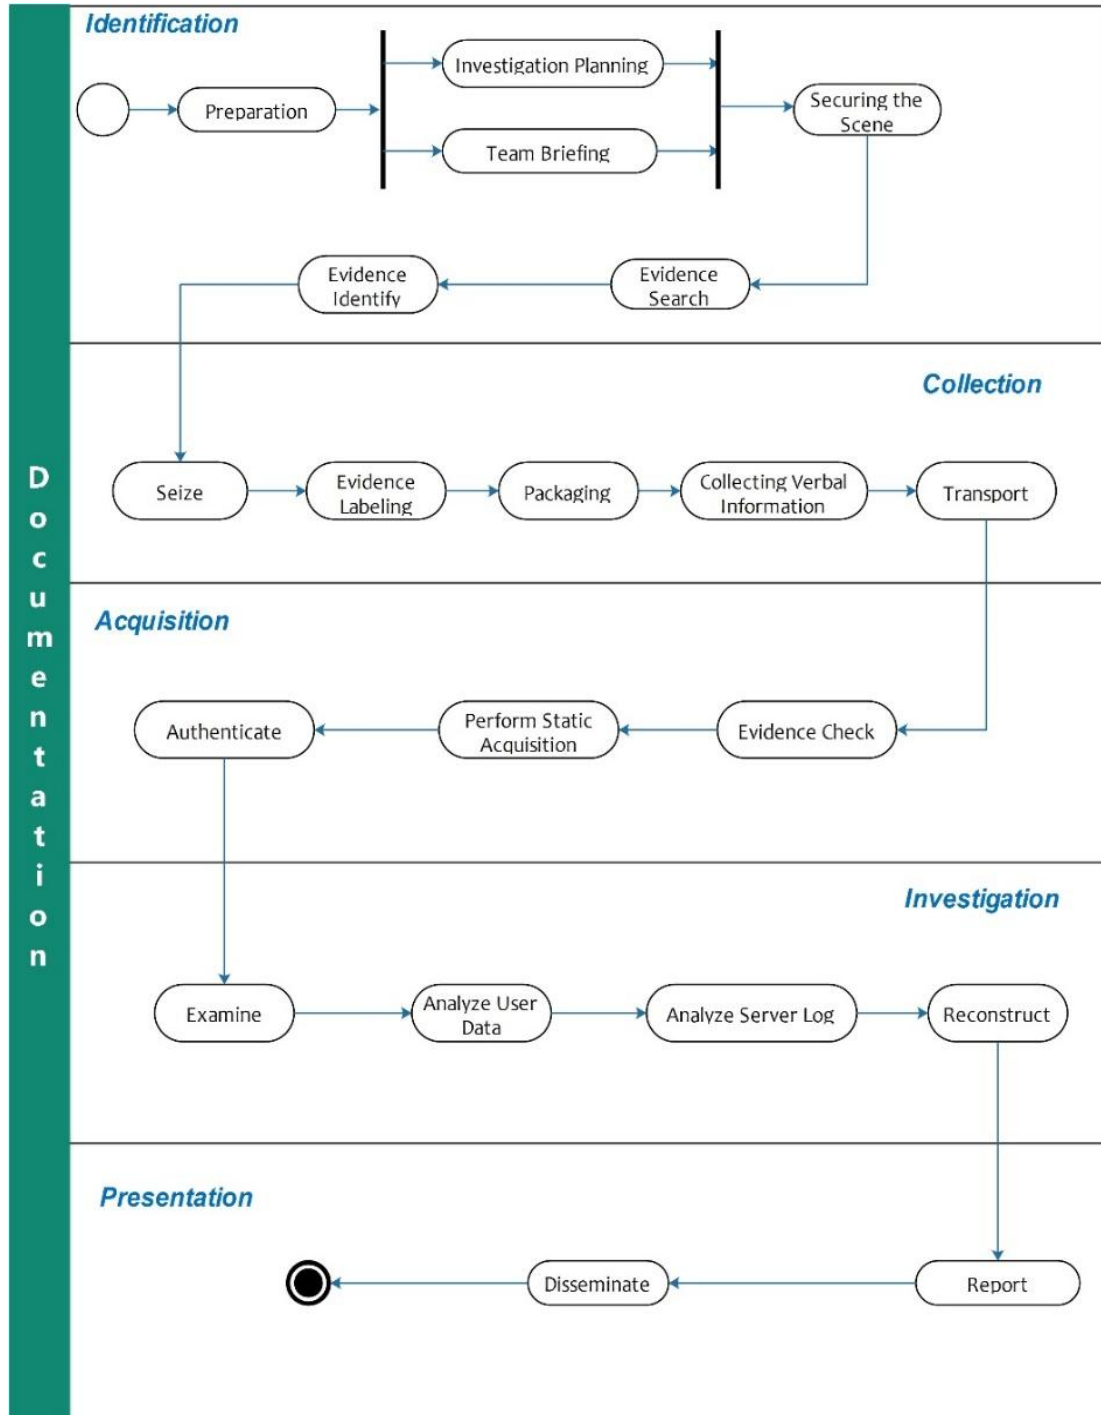 Documentation
Identification
Preparation
Investigation Planning
Team Briefing
Securing the
Scene
Evidence
Search
Evidence
Identify
Collection
Seize
Evidence
Labeling
Packaging
Collecting Verbal
Information
Transport
Acquisition
Evidence Check
Perform Static
Acquisition
Authenticate
Investigation
Examine
Analyze User
Data
Analyze Server Log
Reconstruct
Presentation
Report
Disseminate